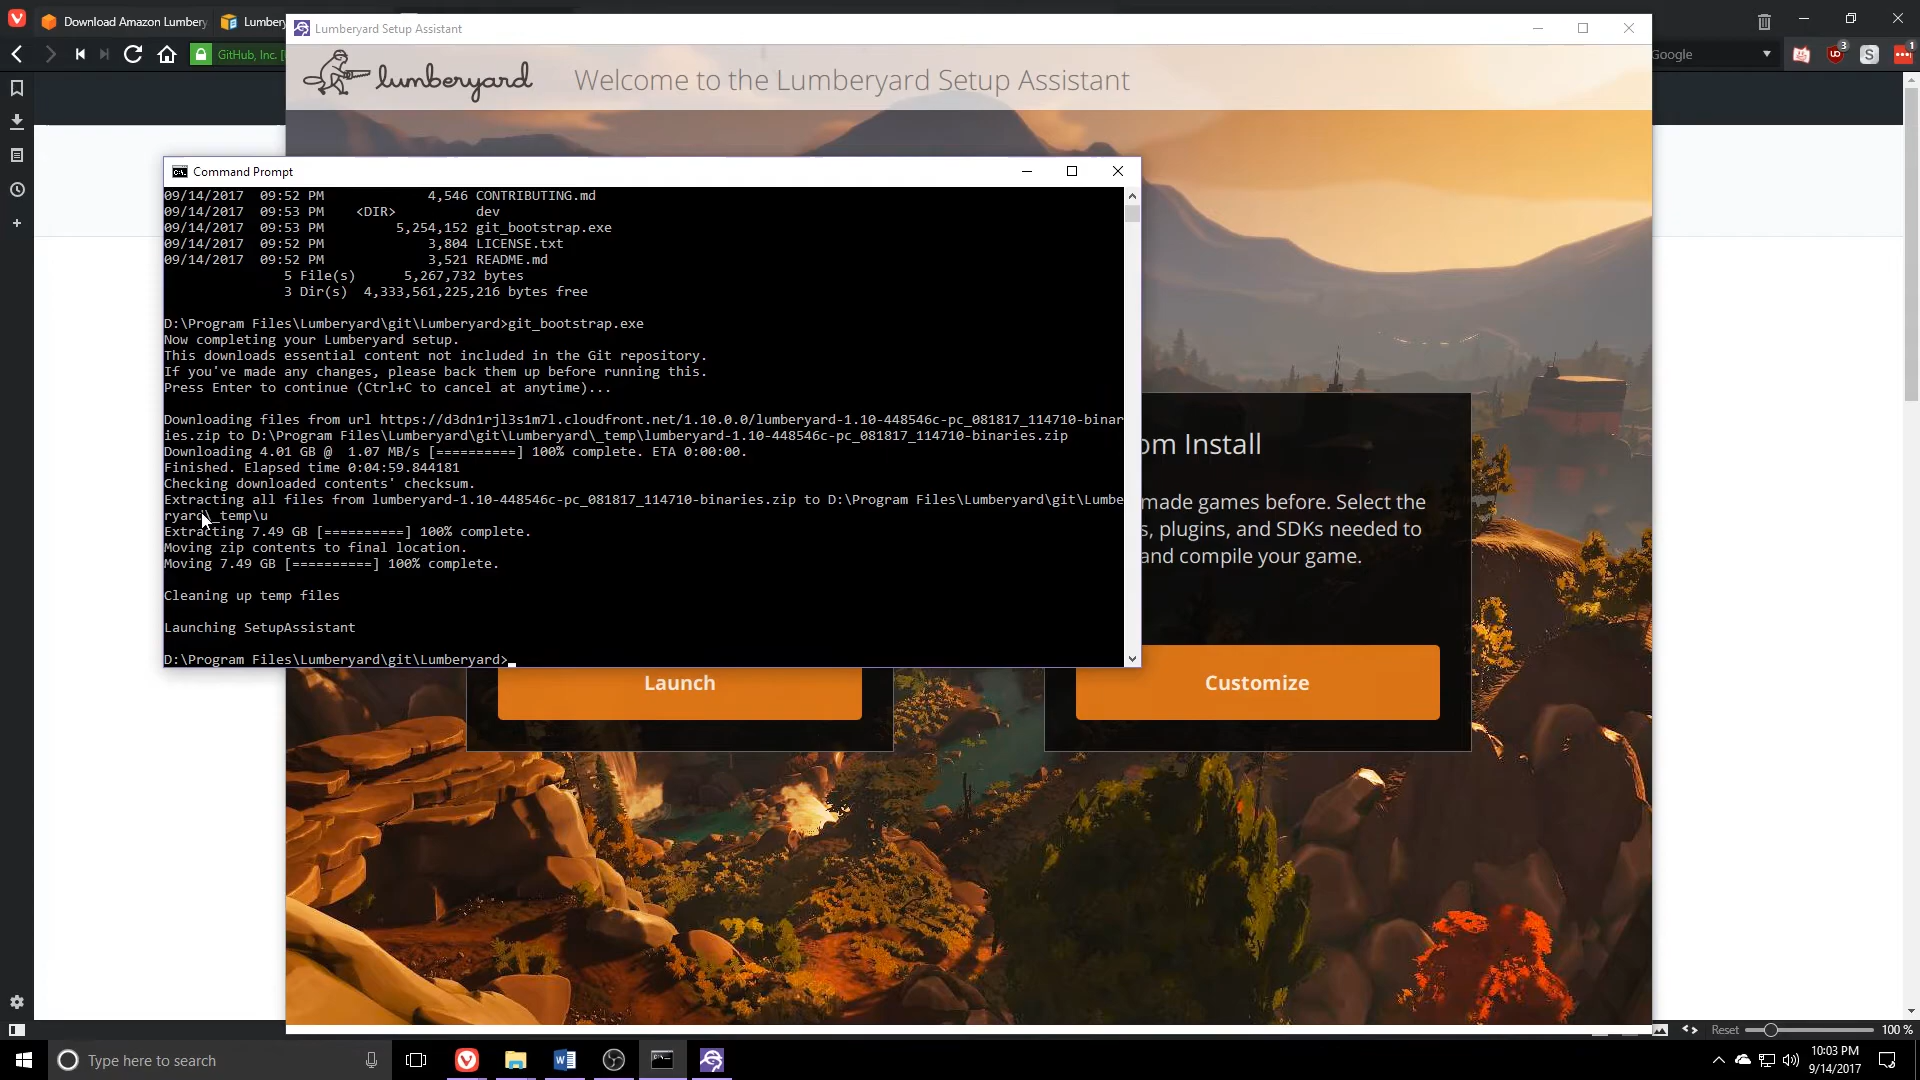 Download Amazon Lumbery
Lumbery
GitHub, Inc. [
Google
3
1
Lumberyard Setup Assistant
lumberyard
Welcome to the Lumberyard Setup Assistant
Command Prompt
09/14/2017  09:52 PM             4,546 CONTRIBUTING.md
09/14/2017  09:53 PM    <DIR>          dev
09/14/2017  09:53 PM         5,254,152 git_bootstrap.exe
09/14/2017  09:52 PM             3,804 LICENSE.txt
09/14/2017  09:52 PM             3,521 README.md
5 File(s)      5,267,732 bytes
3 Dir(s)  4,333,561,225,216 bytes free
D:\Program Files\Lumberyard\git\Lumberyard>git_bootstrap.exe
Now completing your Lumberyard setup.
This downloads essential content not included in the Git repository.
If you've made any changes, please back them up before running this.
Press Enter to continue (Ctrl+C to cancel at anytime)...
Downloading files from url https://d3dn1rjl3s1m7l.cloudfront.net/1.10.0.0/lumberyard-1.10-448546c-pc_081817_114710-binar
ies.zip to D:\Program Files\Lumberyard\git\Lumberyard\_temp\lumberyard-1.10-448546c-pc_081817_114710-binaries.zip
Downloading 4.01 GB @  1.07 MB/s [==========] 100% complete. ETA 0:00:00.
Finished. Elapsed time 0:04:59.844181
Checking downloaded contents' checksum.
Extracting all files from lumberyard-1.10-448546c-pc_081817_114710-binaries.zip to D:\Program Files\Lumberyard\git\Lumbe
ryard\_temp\u
Extracting 7.49 GB [==========] 100% complete.
Moving zip contents to final location.
Moving 7.49 GB [==========] 100% complete.
Cleaning up temp files
Launching SetupAssistant
D:\Program Files\Lumberyard\git\Lumberyard>
om Install
made games before. Select the
s, plugins, and SDKs needed to
and compile your game.
Launch
Customize
Reset
100 %
Type here to search
10:03 PM
9/14/2017